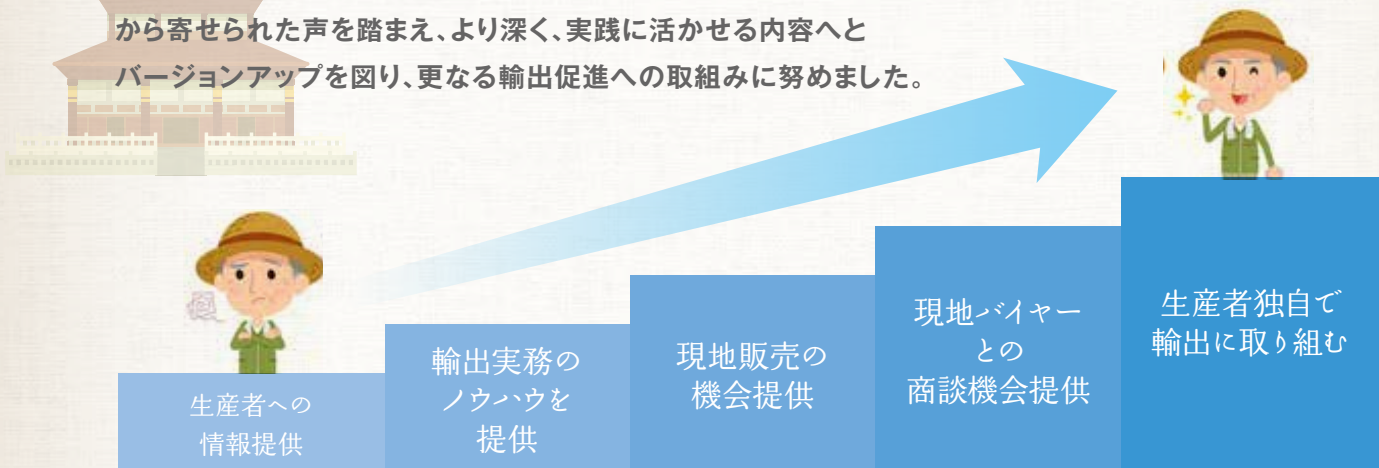 から寄せられた声を踏まえ、より深く、実践に活かせる内容へと
バージョンアップを図り、更なる輸出促進への取組みに努めました。
生産者への
情報提供
輸出実務の
ノウハウを
提供
現地販売の
機会提供
現地バイヤー
との
商談機会提供
生産者独自で
輸出に取り組む